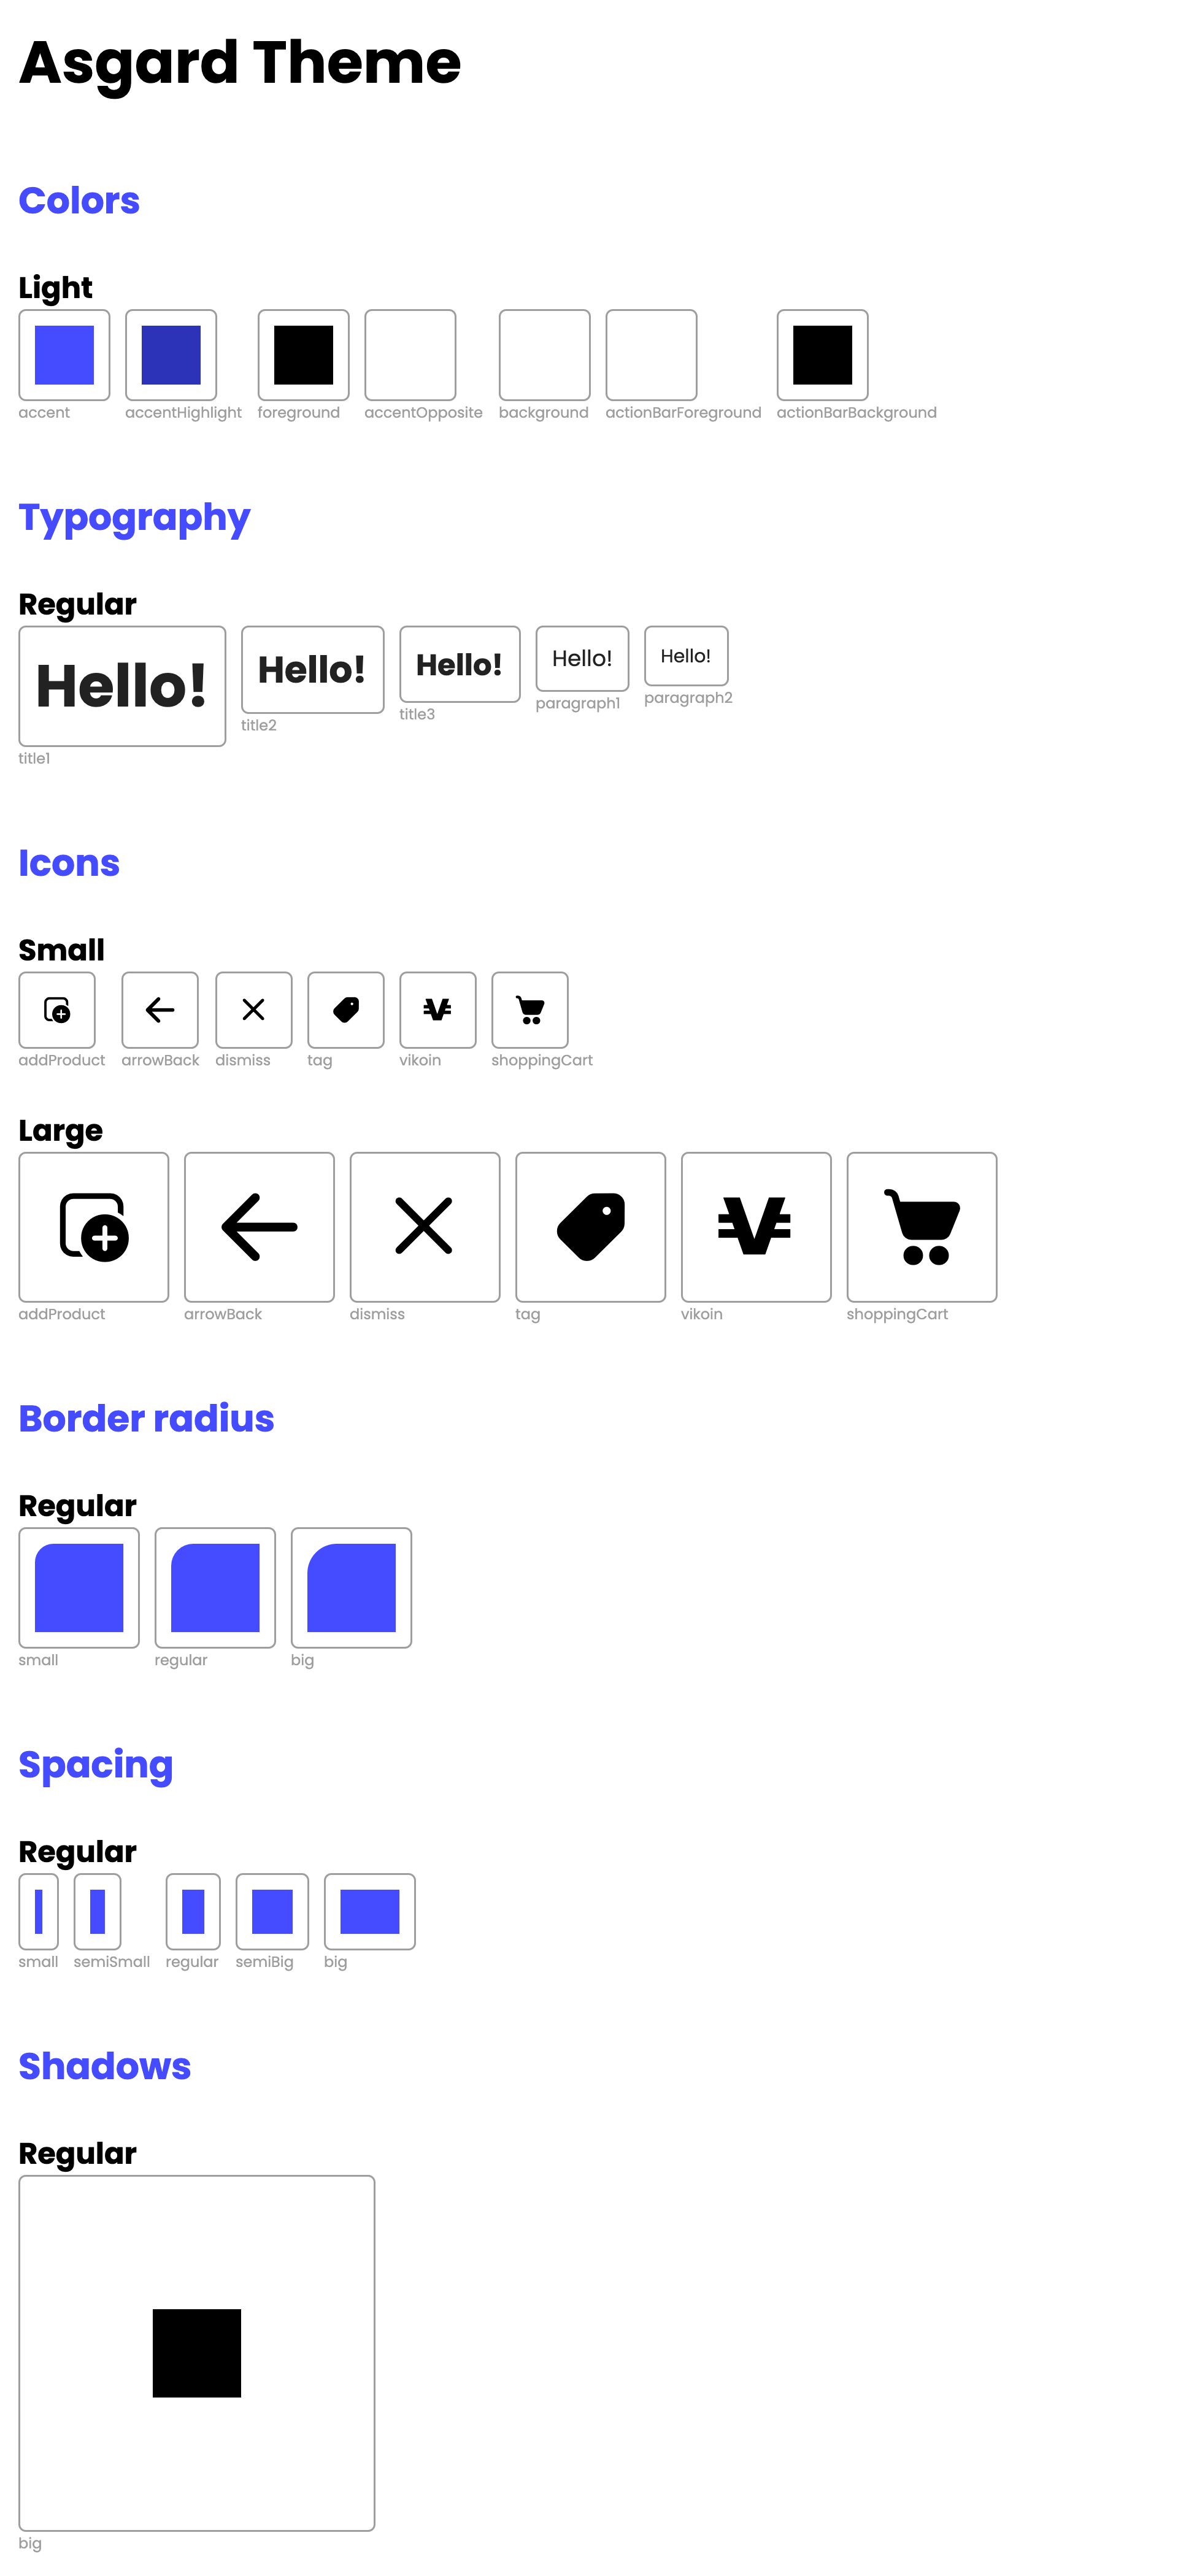 Asgard Theme
Colors
Light
accent accentHighlight foreground accentOpposite background actionBarForeground actionBarBackground
Typography
Regular
Hello! Hello! Hello! Hello! Hello!
title1 title2 title3 paragraph1 paragraph2
Icons
Small
addProduct arrowBack dismiss tag vikoin shoppingCart
Large
addProduct arrowBack dismiss tag vikoin shoppingCart
Border radius
Regular
small regular big
Spacing
Regular
small semiSmall regular semiBig big
Shadows
Regular
big